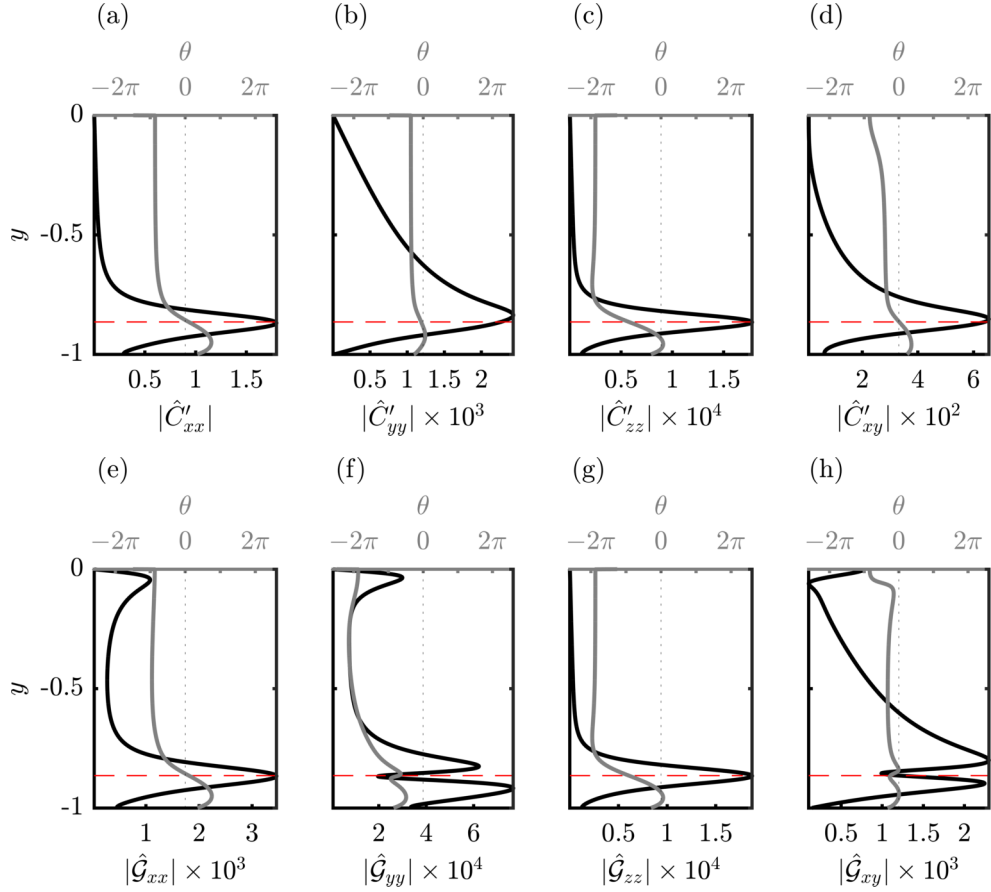 (a) (b) (c) (d)
θ θ θ θ
−2π 0 2π −2π 0 2π −2π 0 2π −2π 0 2π
0
y
-0.5
-1
0.5 1 1.5 0.5 1 1.5 2 0.5 1 1.5 2 4 6
|Ĉ′xx| |Ĉ′yy| × 10³ |Ĉ′zz| × 10⁴ |Ĉ′xy| × 10²
(e) (f) (g) (h)
θ θ θ θ
−2π 0 2π −2π 0 2π −2π 0 2π −2π 0 2π
0
y
-0.5
-1
1 2 3 2 4 6 0.5 1 1.5 1 2
|𝒢̂xx| × 10³ |𝒢̂yy| × 10⁴ |𝒢̂zz| × 10⁴ |𝒢̂xy| × 10³